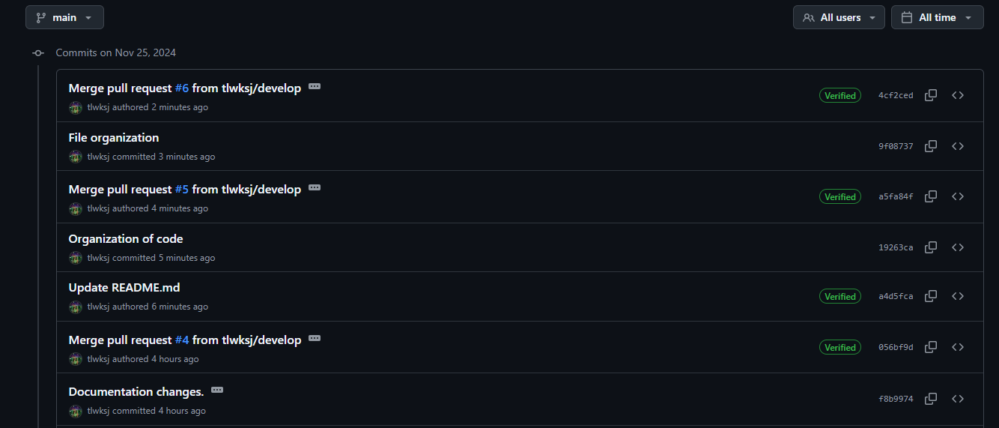 main
All users
All time
Commits on Nov 25, 2024
Merge pull request #6 from tlwksj/develop
Verified
4cf2ced
tlwksj authored 2 minutes ago
File organization
9f08737
tlwksj committed 3 minutes ago
Merge pull request #5 from tlwksj/develop
Verified
a5fa84f
tlwksj authored 4 minutes ago
Organization of code
19263ca
tlwksj committed 5 minutes ago
Update README.md
Verified
a4d5fca
tlwksj authored 6 minutes ago
Merge pull request #4 from tlwksj/develop
Verified
056bf9d
tlwksj authored 4 hours ago
Documentation changes.
f8b9974
tlwksj committed 4 hours ago